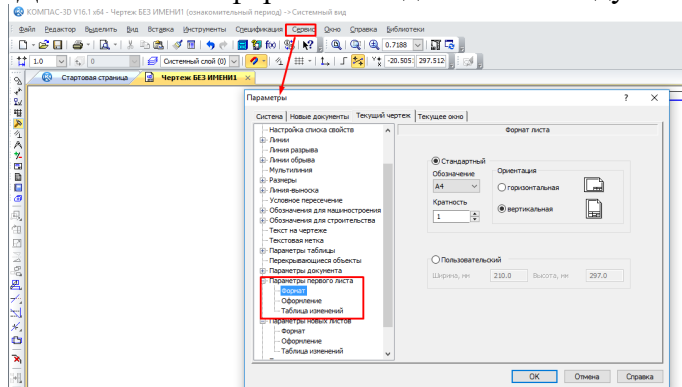 КОМПАС-3D V16.1 x64 - Чертеж БЕЗ ИМЕНИ1 (ознакомительный период) ->Системный вид
Файл Редактор Выделить Вид Вставка Инструменты Спецификация Сервис Окно Справка Библиотеки
0.7188
1.0 0 Системный слой (0) -20.505 297.512
Стартовая страница Чертеж БЕЗ ИМЕНИ1
Параметры
Система Новые документы Текущий чертеж Текущее окно
Настройка списка свойств
Линии
Линия разрыва
Линии обрыва
Мультилиния
Размеры
Линия-выноска
Условное пересечение
Обозначения для машиностроения
Обозначения для строительства
Текст на чертеже
Текстовая метка
Параметры таблицы
Перекрывающиеся объекты
Параметры документа
Параметры первого листа
Формат
Оформление
Таблица изменений
Параметры новых листов
Формат
Оформление
Таблица изменений
Формат листа
Стандартный
Обозначение
A4
Кратность
1
Ориентация
горизонтальная
вертикальная
Пользовательский
Ширина, мм 210.0 Высота, мм 297.0
OK Отмена Справка